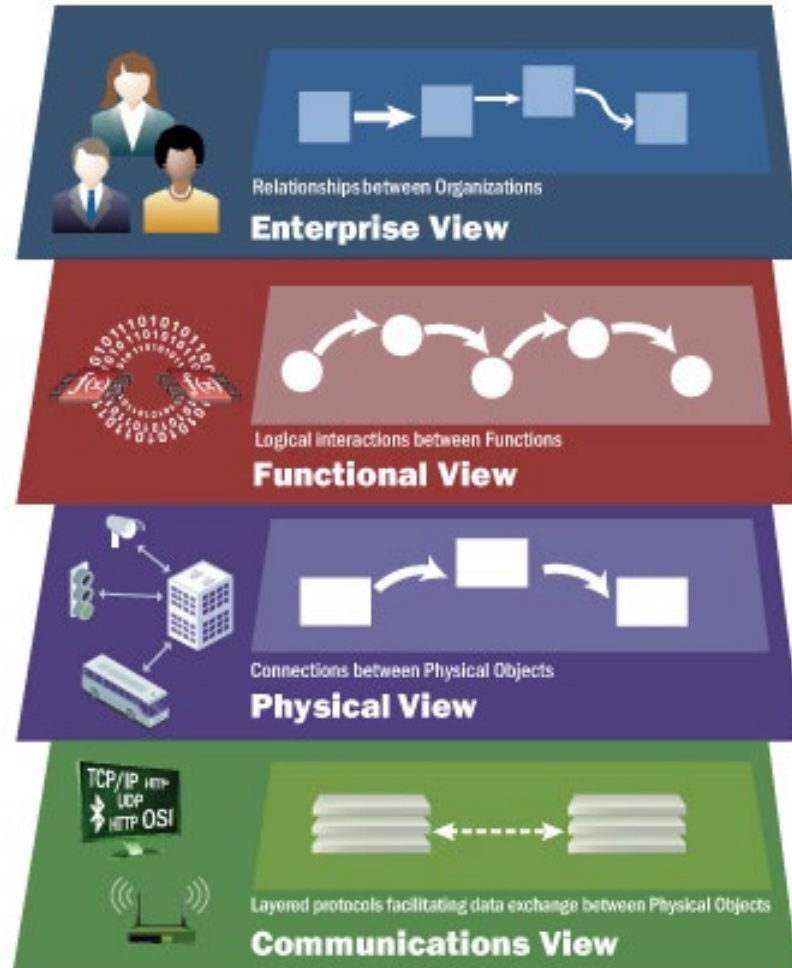 Relationships between Organizations
Enterprise View
f(x) f(x)
Logical interactions between Functions
Functional View
Connections between Physical Objects
Physical View
TCP/IP HTTP
UDP
HTTP OSI
Layered protocols facilitating data exchange between Physical Objects
Communications View